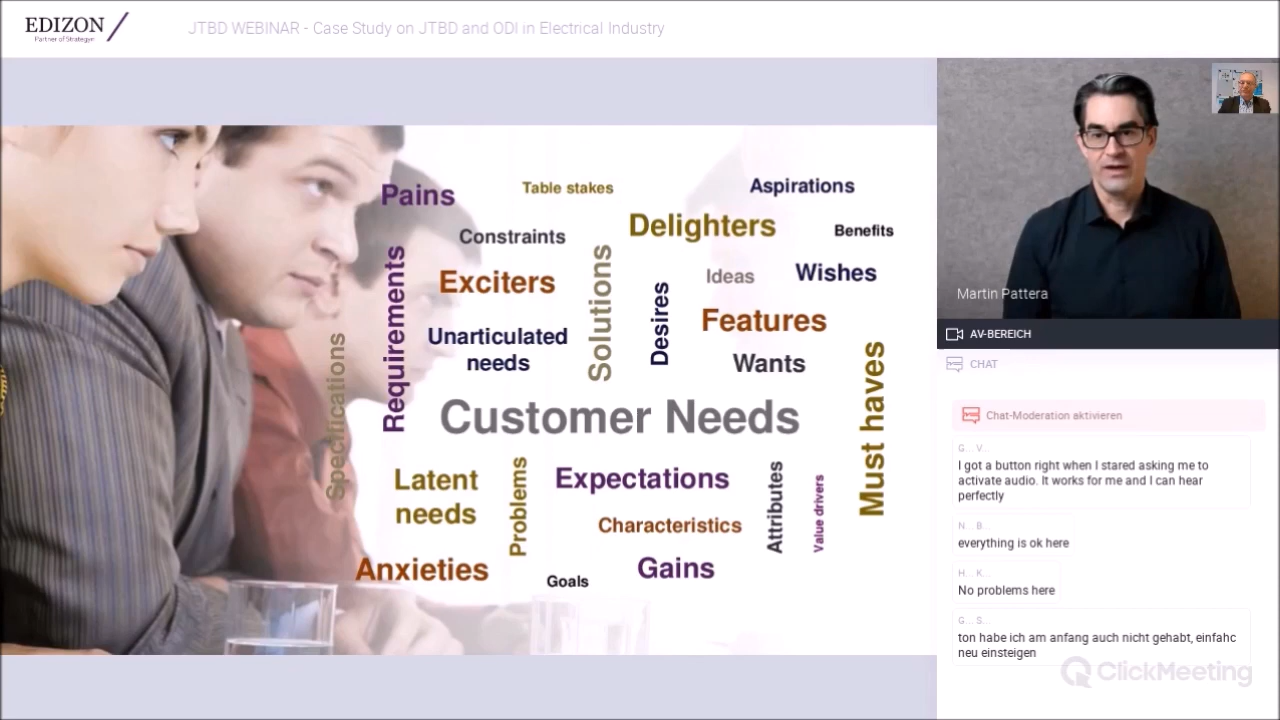 EDIZON
Partner of Strategyn
JTBD WEBINAR - Case Study on JTBD and ODI in Electrical Industry
Pains
Table stakes
Aspirations
Delighters
Benefits
Constraints
Requirements
Exciters
Solutions
Ideas
Wishes
Desires
Features
Unarticulated
needs
Wants
Specifications
Must haves
Customer Needs
Latent
needs
Problems
Expectations
Attributes
Value drivers
Characteristics
Anxieties
Goals
Gains
Martin Pattera
AV-BEREICH
CHAT
Chat-Moderation aktivieren
G... V...
I got a button right when I stared asking me to
activate audio. It works for me and I can hear
perfectly
N... B...
everything is ok here
H... K...
No problems here
G... S...
ton habe ich am anfang auch nicht gehabt, einfahc
neu einsteigen
ClickMeeting